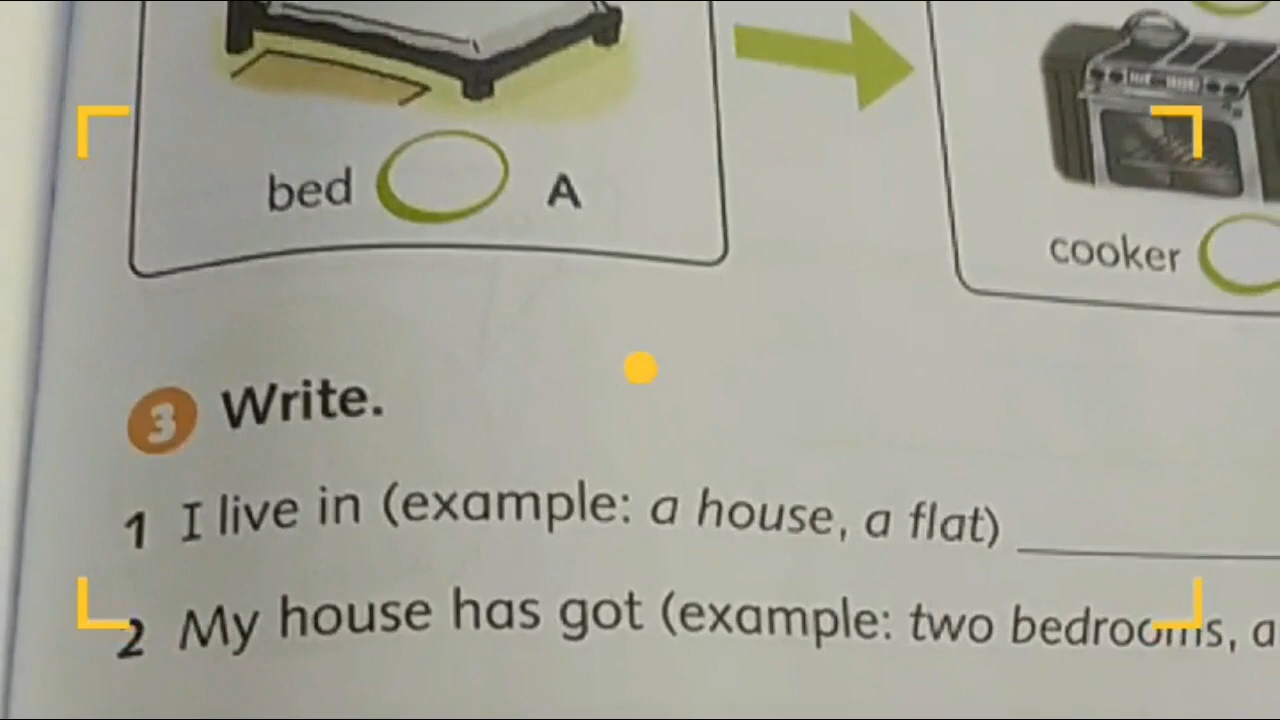 bed A
cooker
3 Write.
1 I live in (example: a house, a flat)
2 My house has got (example: two bedrooms, a